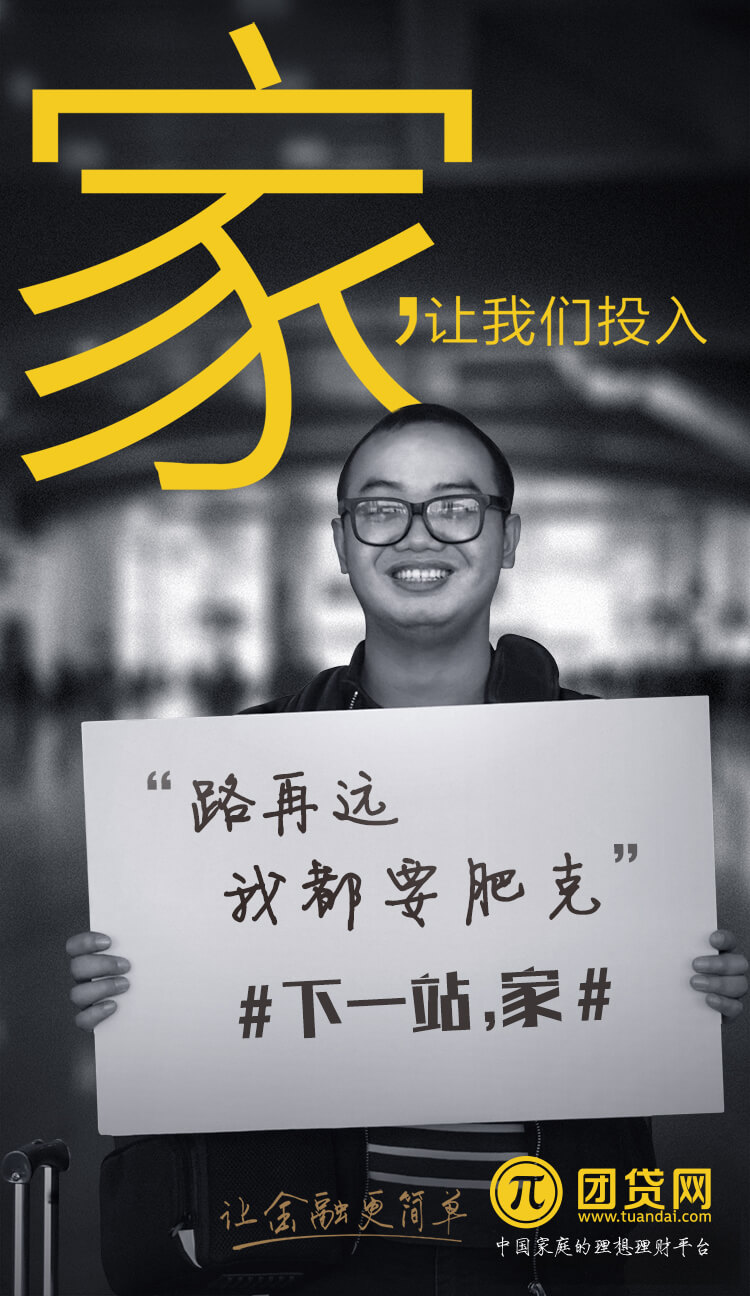 家
,让我们投入
“路再远
我都要肥克”
#下一站,家#
让金融更简单
π 团贷网
www.tuandai.com
中国家庭的理想理财平台